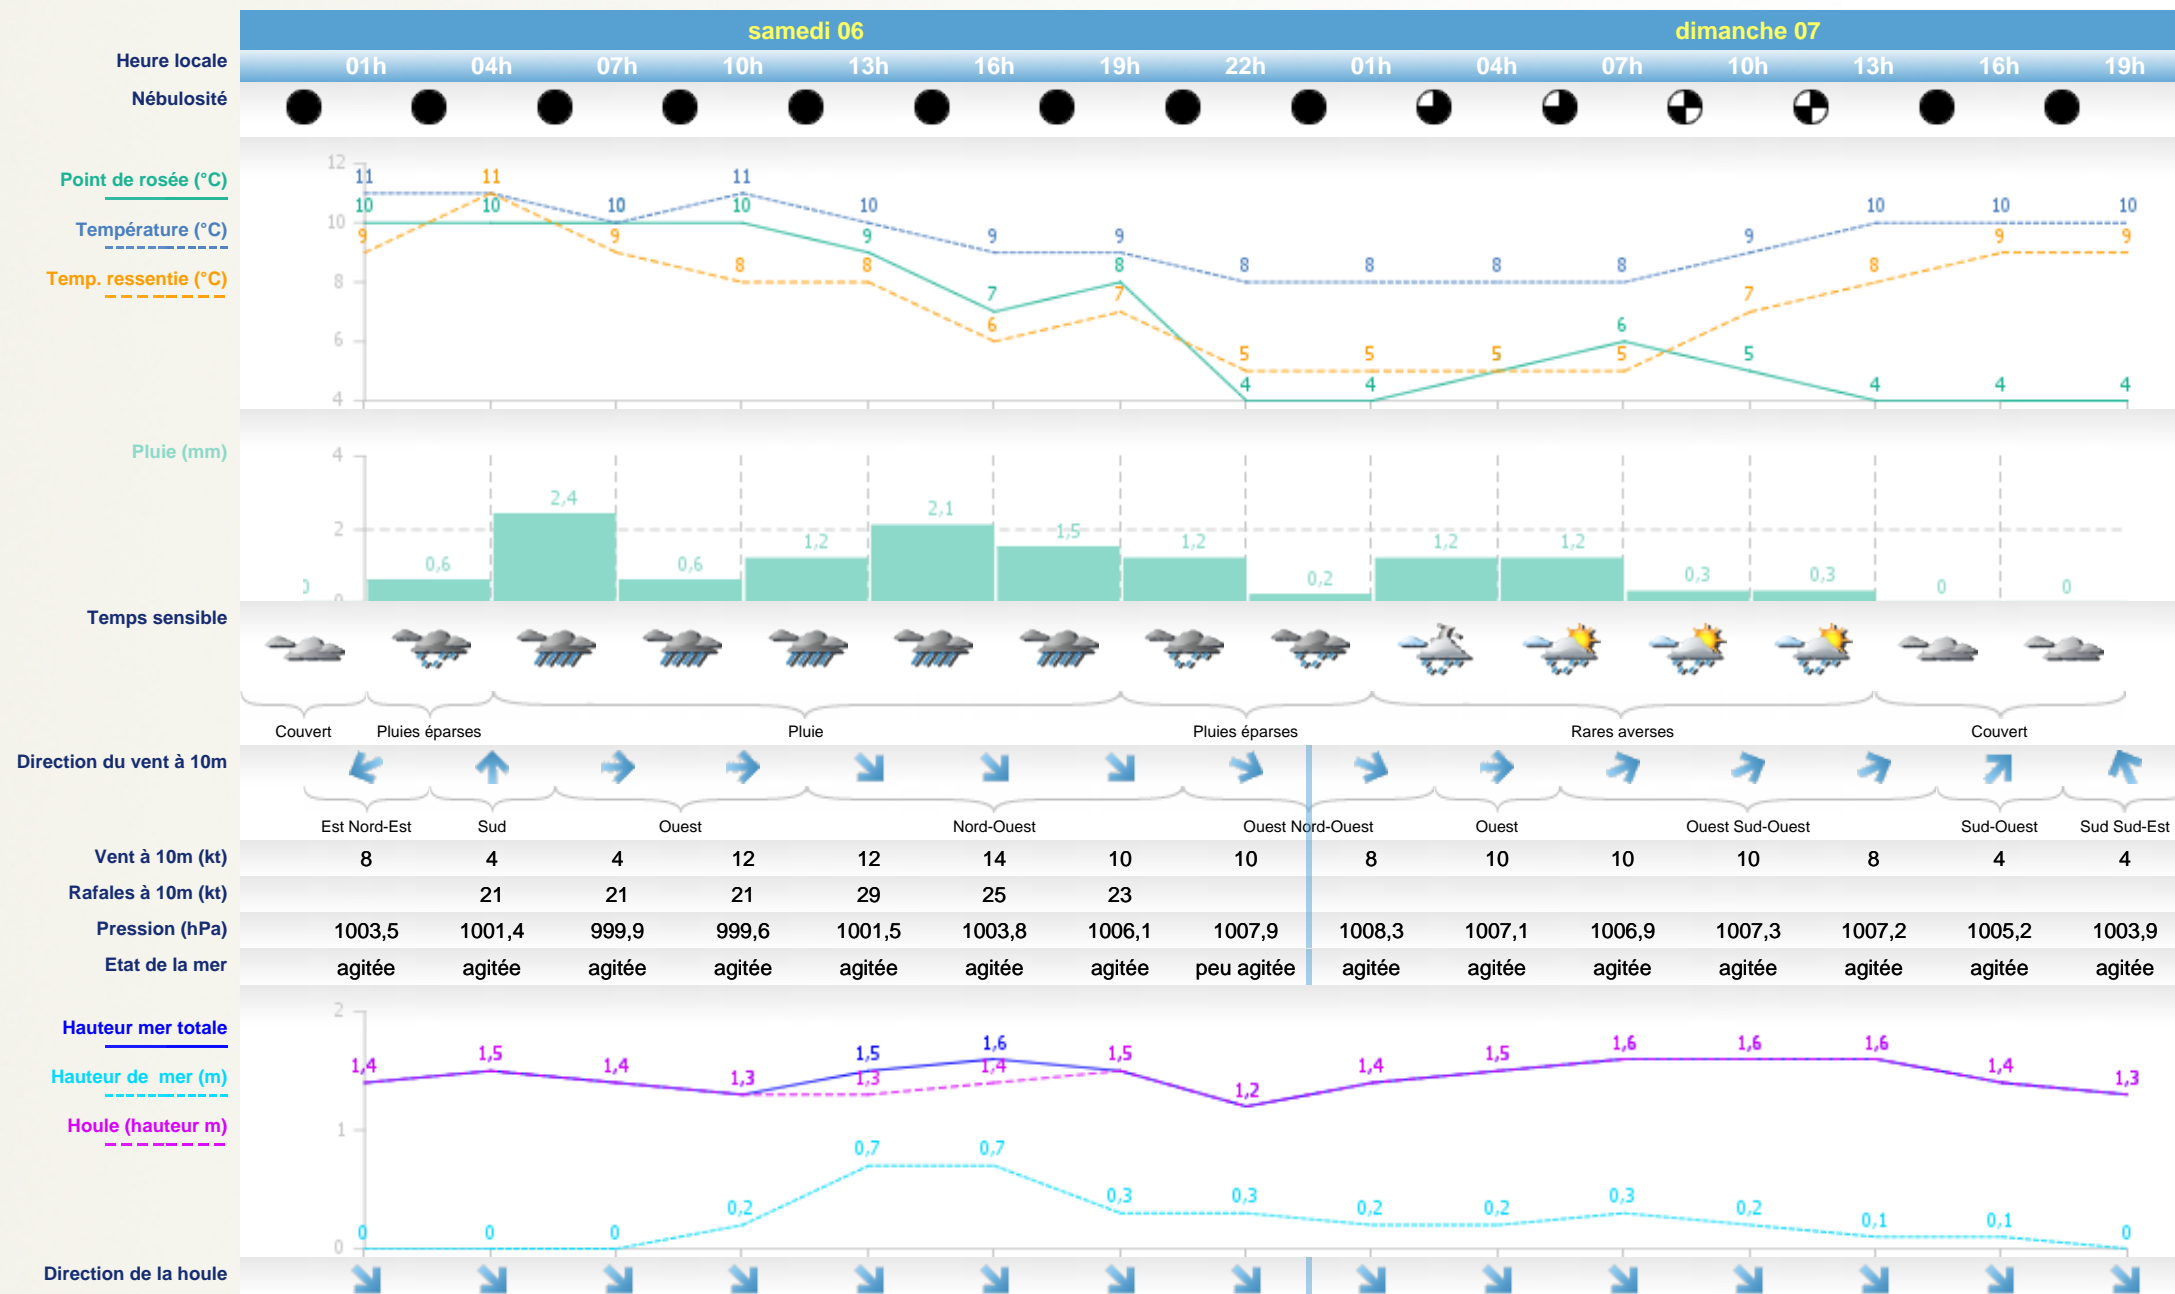 samedi 06 dimanche 07
Heure locale 01h 04h 07h 10h 13h 16h 19h 22h 01h 04h 07h 10h 13h 16h 19h
Nébulosité
Point de rosée (°C)
Température (°C)
Temp. ressentie (°C)
12
10
8
6
4
11 11 11
10 10 10 10 10 10 10 10
9 9 9 9 9 9 9 9
8 8 8 8 8 8 8 8
7 7 7
6 6
5 5 5 5 5
4 4 4 4 4
Pluie (mm)
4
2
0
0 0,6 2,4 0,6 1,2 2,1 1,5 1,2 0,2 1,2 1,2 0,3 0,3 0 0
Temps sensible
Couvert Pluies éparses Pluie Pluies éparses Rares averses Couvert
Direction du vent à 10m
Est Nord-Est Sud Ouest Nord-Ouest Ouest Nord-Ouest Ouest Ouest Sud-Ouest Sud-Ouest Sud Sud-Est
Vent à 10m (kt) 8 4 4 12 12 14 10 10 8 10 10 10 8 4 4
Rafales à 10m (kt) 21 21 21 29 25 23
Pression (hPa) 1003,5 1001,4 999,9 999,6 1001,5 1003,8 1006,1 1007,9 1008,3 1007,1 1006,9 1007,3 1007,2 1005,2 1003,9
Etat de la mer agitée agitée agitée agitée agitée agitée agitée peu agitée agitée agitée agitée agitée agitée agitée agitée
Hauteur mer totale
Hauteur de mer (m)
Houle (hauteur m)
2
1
0
1,5 1,6
1,4 1,5 1,4 1,3 1,3 1,4 1,5 1,2 1,4 1,5 1,6 1,6 1,6 1,4 1,3
0 0 0 0,2 0,7 0,7 0,3 0,3 0,2 0,2 0,3 0,2 0,1 0,1 0
Direction de la houle